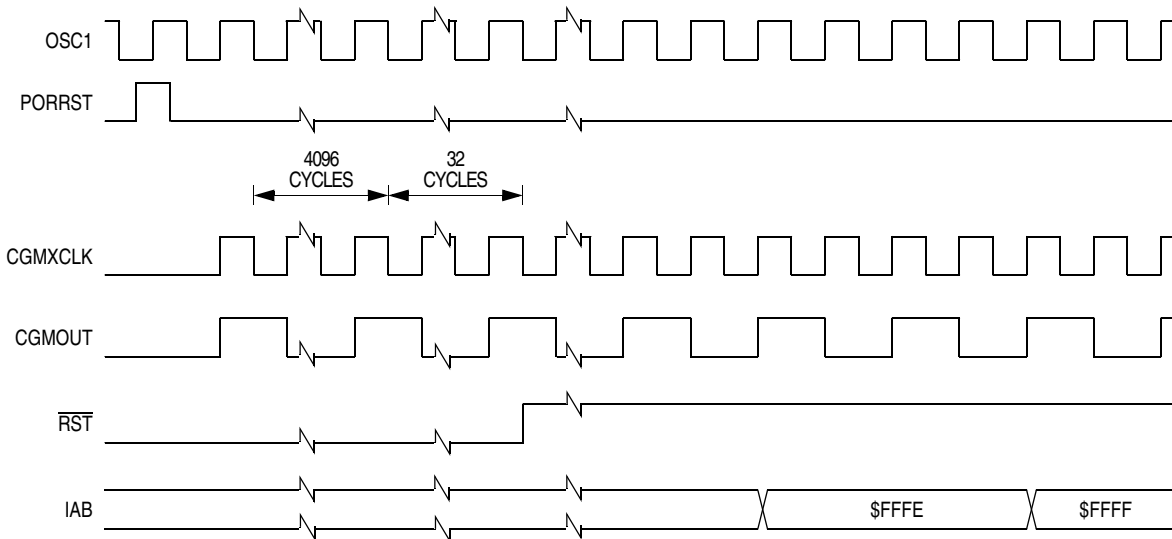 OSC1
PORRST
4096
CYCLES
32
CYCLES
CGMXCLK
CGMOUT
RST
IAB
$FFFE
$FFFF